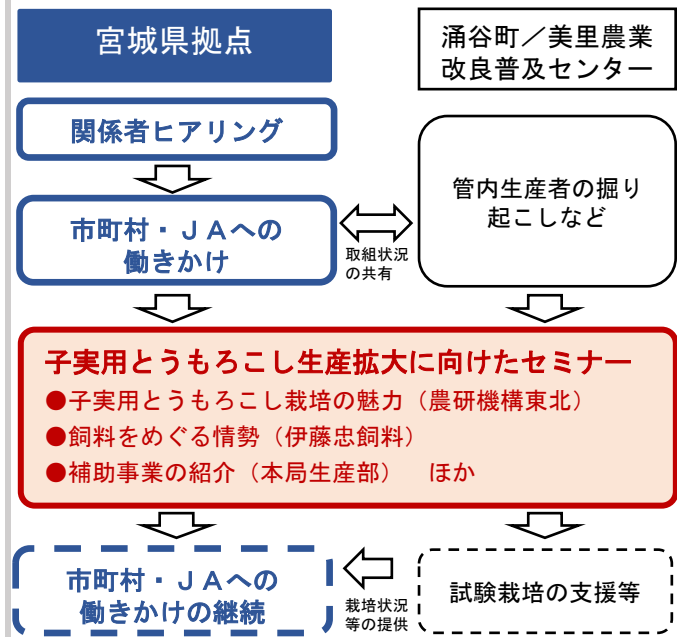 宮城県拠点
涌谷町／美里農業
改良普及センター
関係者ヒアリング
市町村・ＪＡへの
働きかけ
取組状況
の共有
管内生産者の掘り
起こしなど
子実用とうもろこし生産拡大に向けたセミナー
●子実用とうもろこし栽培の魅力（農研機構東北）
●飼料をめぐる情勢（伊藤忠飼料）
●補助事業の紹介（本局生産部）　ほか
市町村・ＪＡへの
働きかけの継続
栽培状況
等の提供
試験栽培の支援等